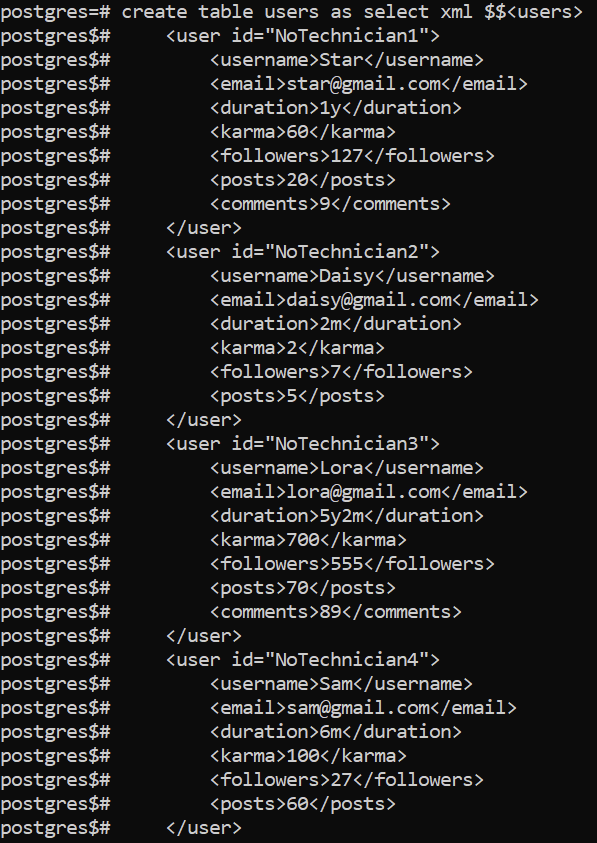 postgres=# create table users as select xml $$<users>
postgres$#     <user id="NoTechnician1">
postgres$#         <username>Star</username>
postgres$#         <email>star@gmail.com</email>
postgres$#         <duration>1y</duration>
postgres$#         <karma>60</karma>
postgres$#         <followers>127</followers>
postgres$#         <posts>20</posts>
postgres$#         <comments>9</comments>
postgres$#     </user>
postgres$#     <user id="NoTechnician2">
postgres$#         <username>Daisy</username>
postgres$#         <email>daisy@gmail.com</email>
postgres$#         <duration>2m</duration>
postgres$#         <karma>2</karma>
postgres$#         <followers>7</followers>
postgres$#         <posts>5</posts>
postgres$#     </user>
postgres$#     <user id="NoTechnician3">
postgres$#         <username>Lora</username>
postgres$#         <email>lora@gmail.com</email>
postgres$#         <duration>5y2m</duration>
postgres$#         <karma>700</karma>
postgres$#         <followers>555</followers>
postgres$#         <posts>70</posts>
postgres$#         <comments>89</comments>
postgres$#     </user>
postgres$#     <user id="NoTechnician4">
postgres$#         <username>Sam</username>
postgres$#         <email>sam@gmail.com</email>
postgres$#         <duration>6m</duration>
postgres$#         <karma>100</karma>
postgres$#         <followers>27</followers>
postgres$#         <posts>60</posts>
postgres$#     </user>